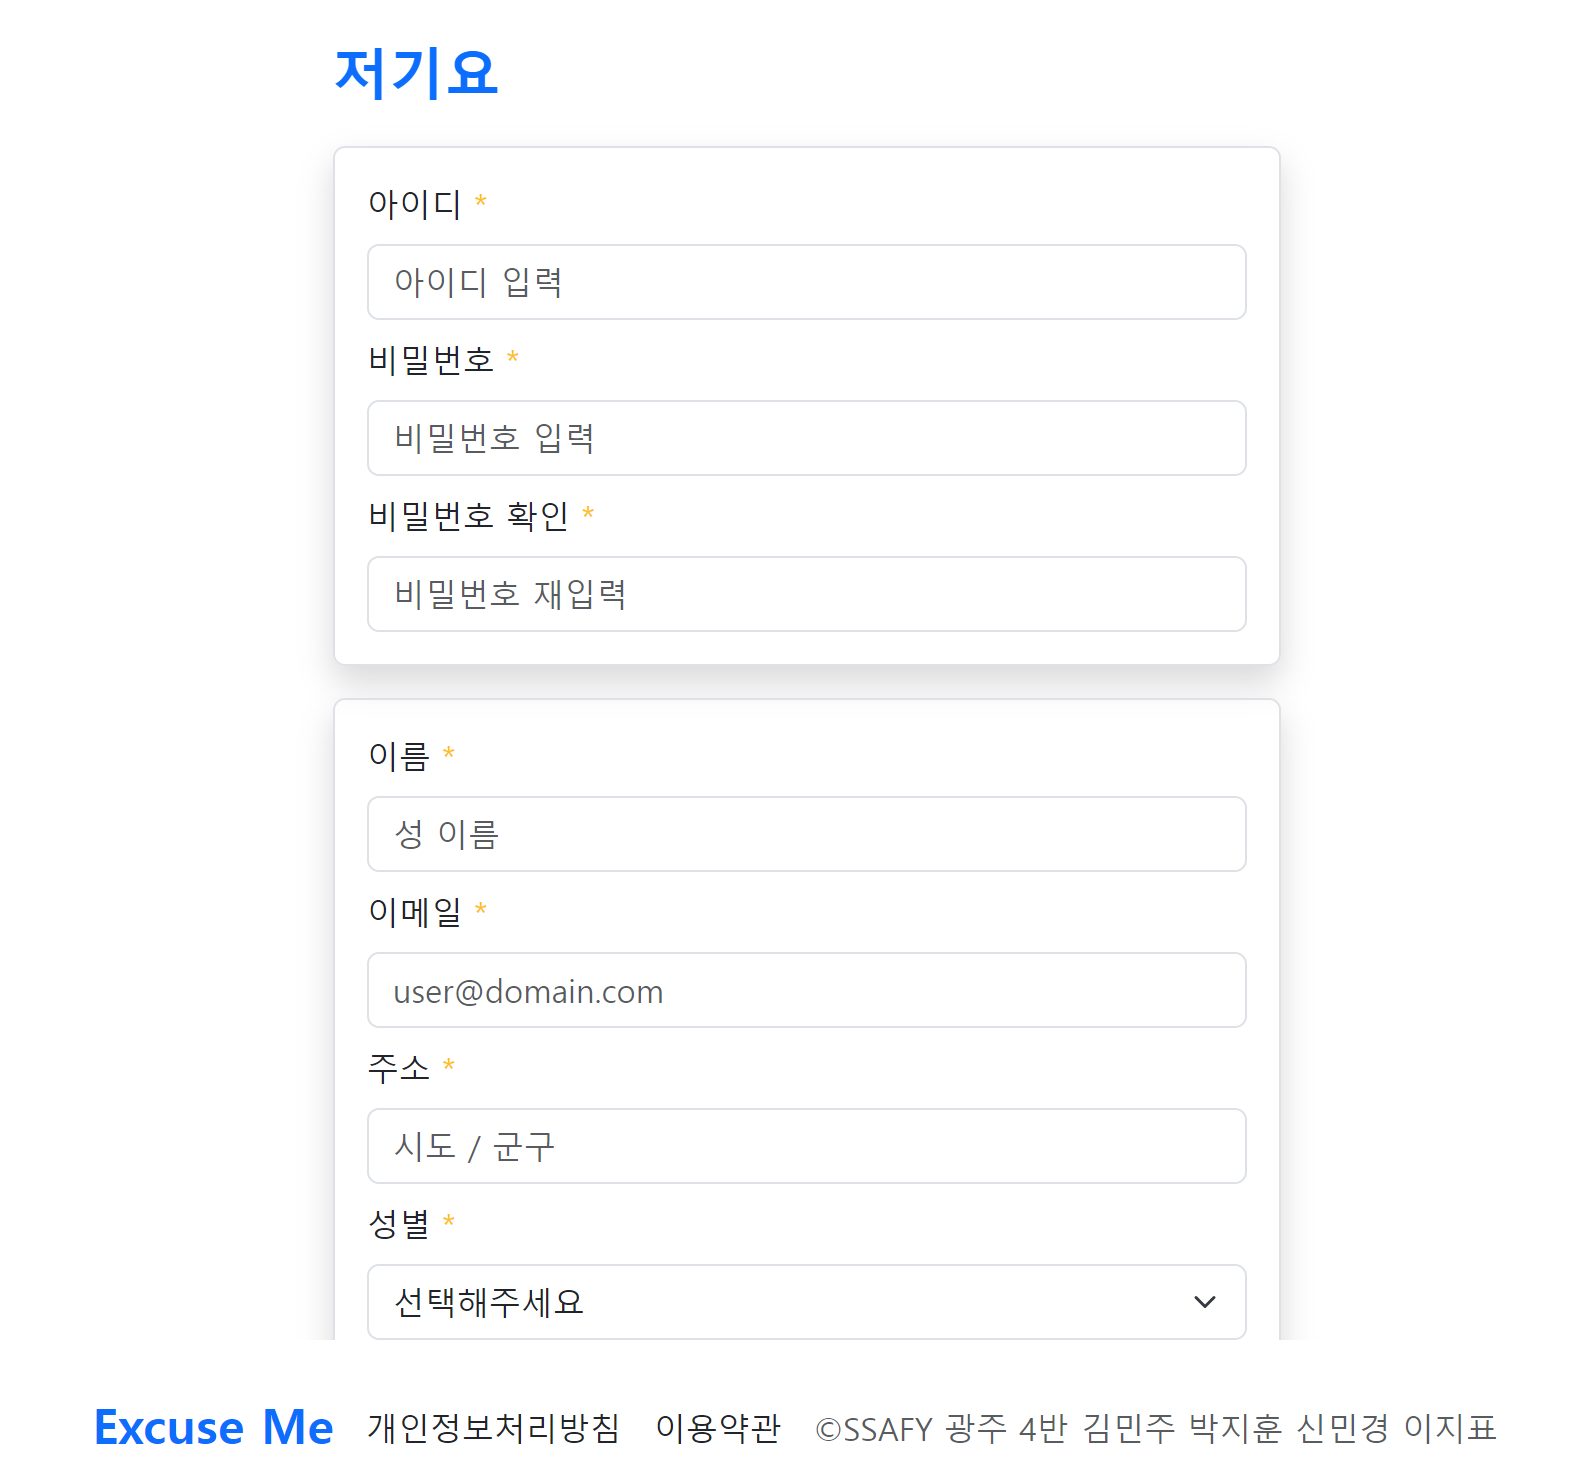 저기요
아이디 *
아이디 입력
비밀번호 *
비밀번호 입력
비밀번호 확인 *
비밀번호 재입력
이름 *
성 이름
이메일 *
user@domain.com
주소 *
시도 / 군구
성별 *
선택해주세요
Excuse Me 개인정보처리방침 이용약관 ©SSAFY 광주 4반 김민주 박지훈 신민경 이지표